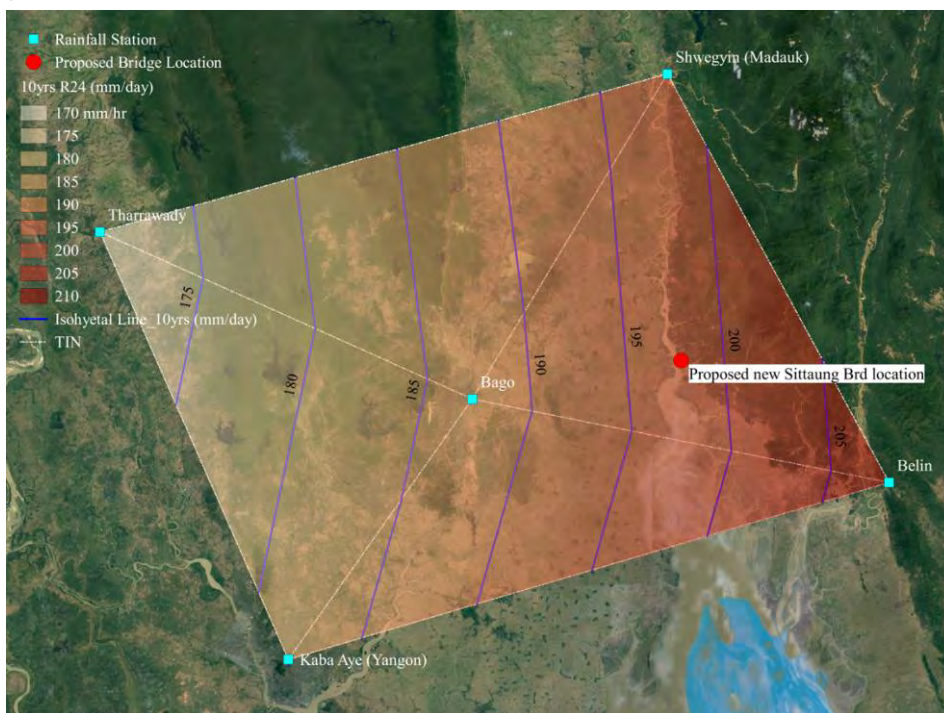 Rainfall Station
Proposed Bridge Location
10yrs R24 (mm/day)
170 mm/hr
175
180
185
190
195
200
205
210
Isohyetal Line_10yrs (mm/day)
TIN
Shwegyin (Madauk)
Tharrawady
175
180
185
190
195
200
205
Proposed new Sittaung Brd location
Bago
Belin
Kaba Aye (Yangon)